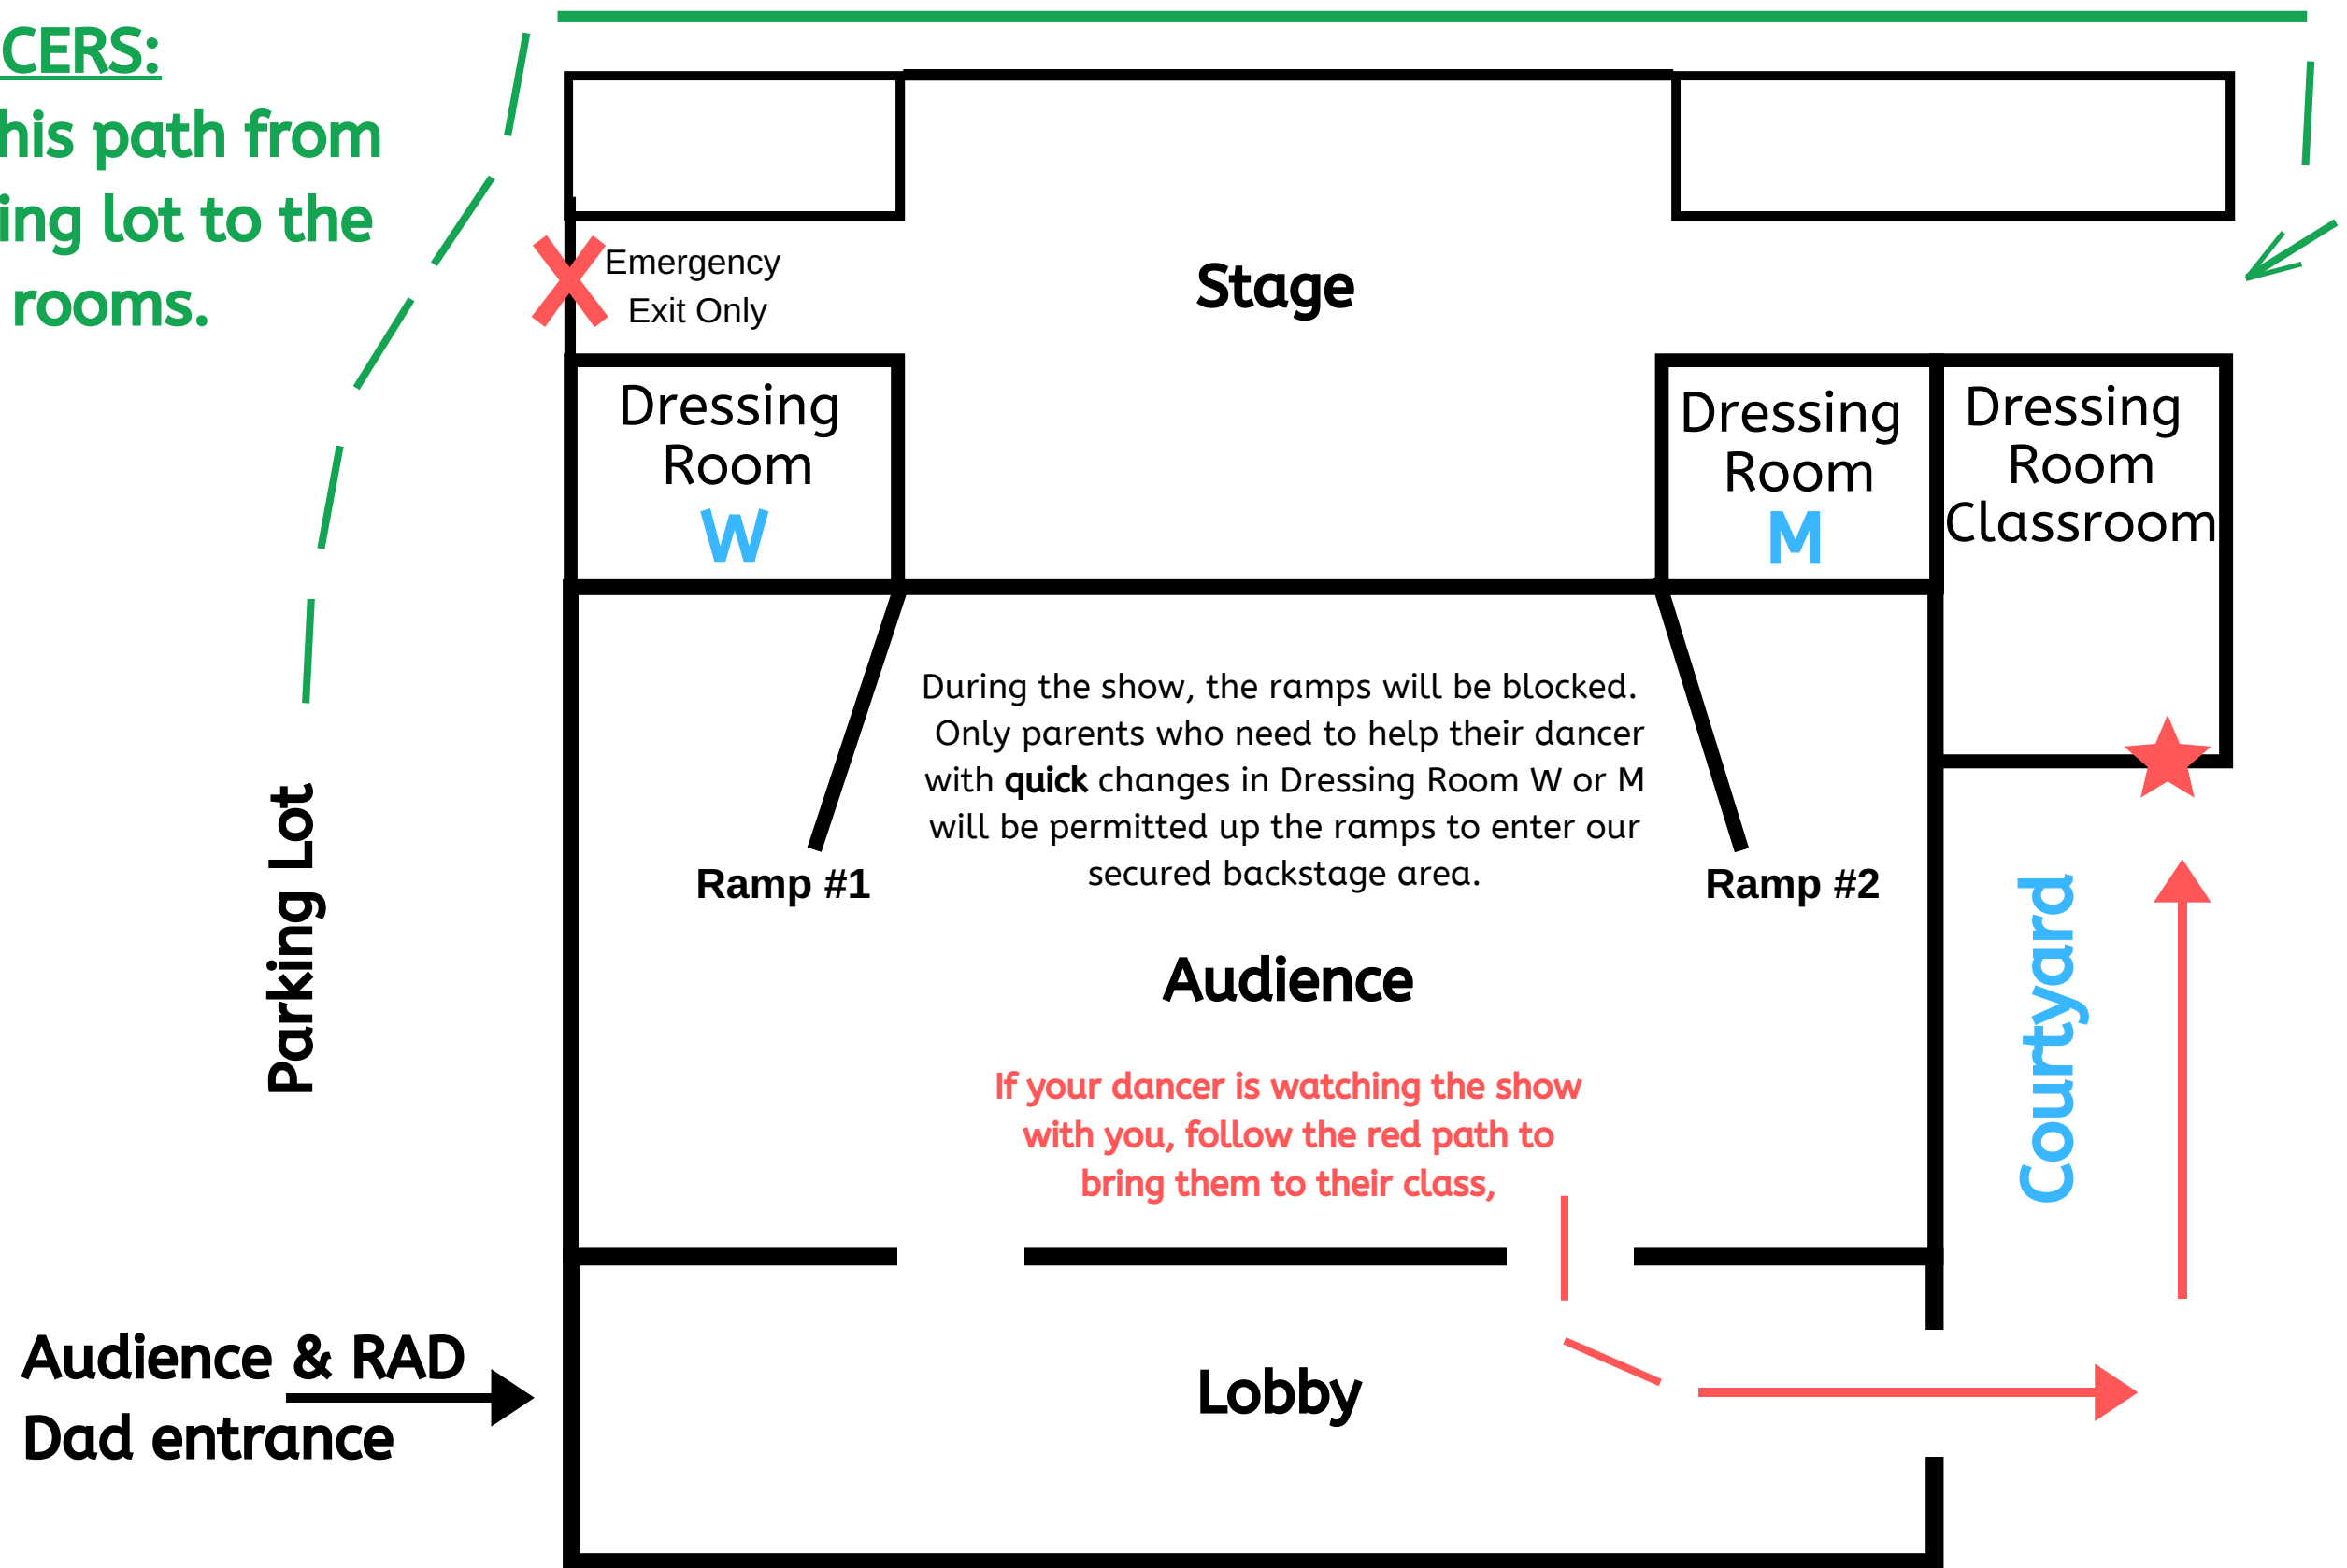 CERS:
his path from
ing lot to the
rooms.
Emergency
Exit Only
Stage
Dressing
Room
W
Dressing
Room
M
Dressing
Room
Classroom
During the show, the ramps will be blocked.
Only parents who need to help their dancer
with quick changes in Dressing Room W or M
will be permitted up the ramps to enter our
secured backstage area.
Ramp #1
Ramp #2
Parking Lot
Courtyard
Audience
If your dancer is watching the show
with you, follow the red path to
bring them to their class,
Audience & RAD
Dad entrance
Lobby